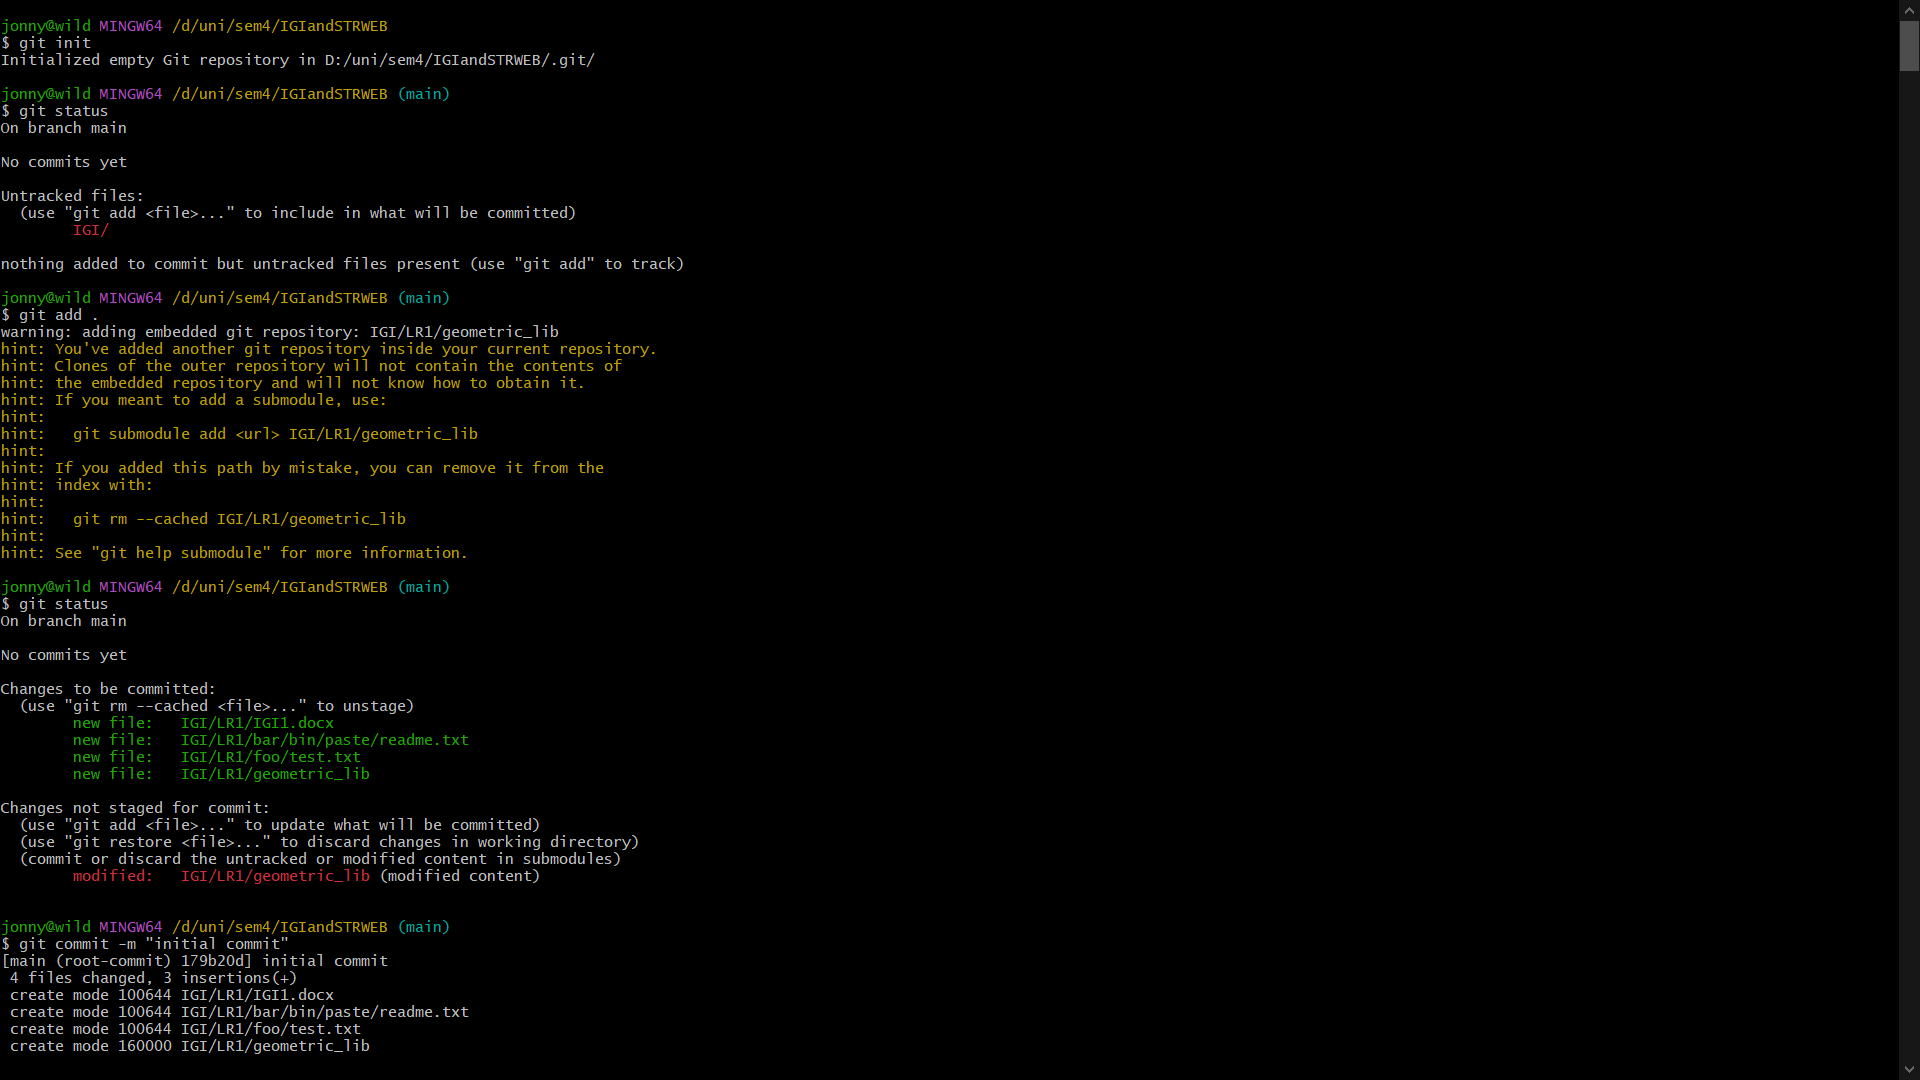 jonny@wild MINGW64 /d/uni/sem4/IGIandSTRWEB
$ git init
Initialized empty Git repository in D:/uni/sem4/IGIandSTRWEB/.git/
jonny@wild MINGW64 /d/uni/sem4/IGIandSTRWEB (main)
$ git status
On branch main
No commits yet
Untracked files:
  (use "git add <file>..." to include in what will be committed)
        IGI/
nothing added to commit but untracked files present (use "git add" to track)
jonny@wild MINGW64 /d/uni/sem4/IGIandSTRWEB (main)
$ git add .
warning: adding embedded git repository: IGI/LR1/geometric_lib
hint: You've added another git repository inside your current repository.
hint: Clones of the outer repository will not contain the contents of
hint: the embedded repository and will not know how to obtain it.
hint: If you meant to add a submodule, use:
hint:
hint:   git submodule add <url> IGI/LR1/geometric_lib
hint:
hint: If you added this path by mistake, you can remove it from the
hint: index with:
hint:
hint:   git rm --cached IGI/LR1/geometric_lib
hint:
hint: See "git help submodule" for more information.
jonny@wild MINGW64 /d/uni/sem4/IGIandSTRWEB (main)
$ git status
On branch main
No commits yet
Changes to be committed:
  (use "git rm --cached <file>..." to unstage)
        new file:   IGI/LR1/IGI1.docx
        new file:   IGI/LR1/bar/bin/paste/readme.txt
        new file:   IGI/LR1/foo/test.txt
        new file:   IGI/LR1/geometric_lib
Changes not staged for commit:
  (use "git add <file>..." to update what will be committed)
  (use "git restore <file>..." to discard changes in working directory)
  (commit or discard the untracked or modified content in submodules)
        modified:   IGI/LR1/geometric_lib (modified content)
jonny@wild MINGW64 /d/uni/sem4/IGIandSTRWEB (main)
$ git commit -m "initial commit"
[main (root-commit) 179b20d] initial commit
 4 files changed, 3 insertions(+)
 create mode 100644 IGI/LR1/IGI1.docx
 create mode 100644 IGI/LR1/bar/bin/paste/readme.txt
 create mode 100644 IGI/LR1/foo/test.txt
 create mode 160000 IGI/LR1/geometric_lib